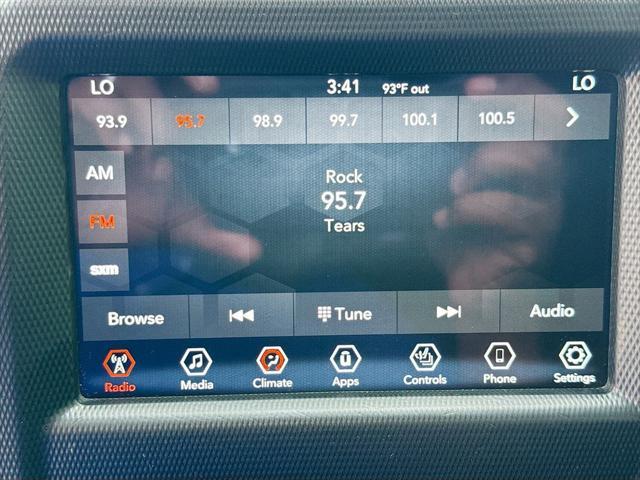 LO 3:41 93°F out LO
93.9 95.7 98.9 99.7 100.1 100.5
AM
Rock
95.7
FM
Tears
sxm
Browse Tune Audio
Radio Media Climate Apps Controls Phone Settings